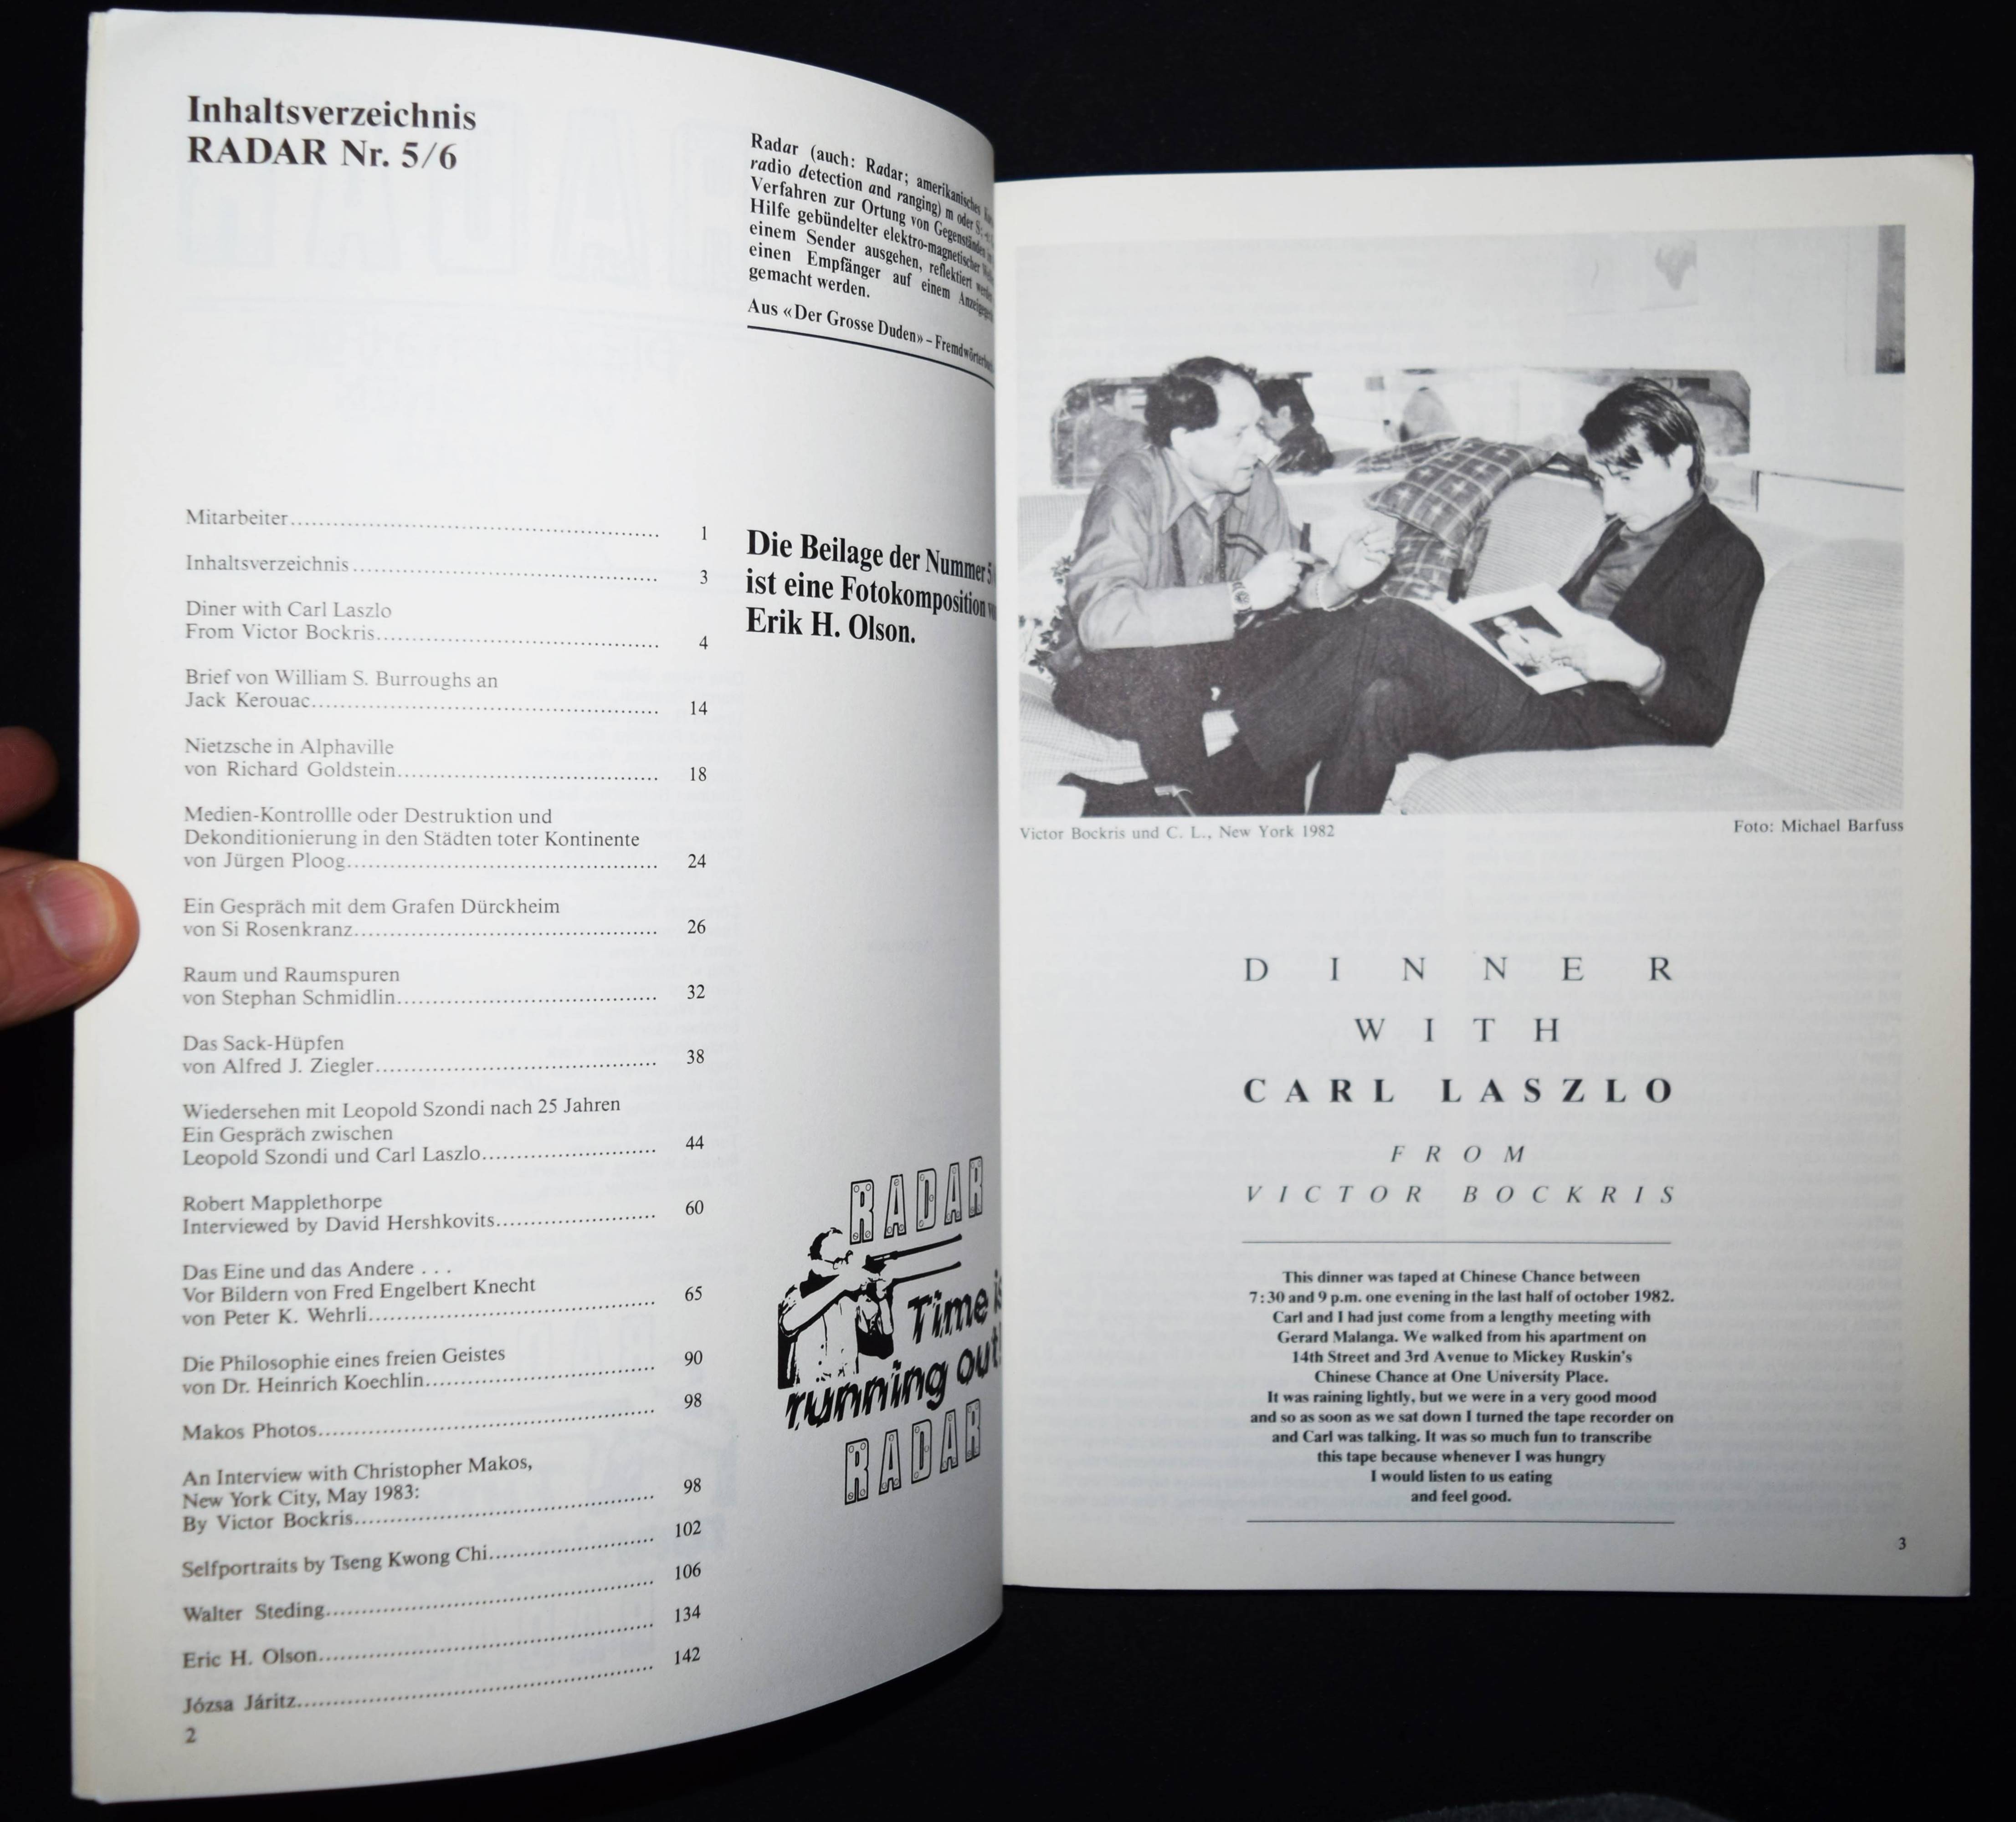 Inhaltsverzeichnis
RADAR Nr. 5/6
Mitarbeiter 1
Inhaltsverzeichnis 3
Diner with Carl Laszlo
From Victor Bockris 4
Brief von William S. Burroughs an
Jack Kerouac 14
Nietzsche in Alphaville
von Richard Goldstein 18
Medien-Kontrollle oder Destruktion und
Dekonditionierung in den Städten toter Kontinente
von Jürgen Ploog 24
Ein Gespräch mit dem Grafen Dürckheim
von Si Rosenkranz 26
Raum und Raumspuren
von Stephan Schmidlin 32
Das Sack-Hüpfen
von Alfred J. Ziegler 38
Wiedersehen mit Leopold Szondi nach 25 Jahren
Ein Gespräch zwischen
Leopold Szondi und Carl Laszlo 44
Robert Mapplethorpe
Interviewed by David Hershkovits 60
Das Eine und das Andere . . .
Vor Bildern von Fred Engelbert Knecht
von Peter K. Wehrli 65
Die Philosophie eines freien Geistes
von Dr. Heinrich Koechlin 90
Makos Photos 98
An Interview with Christopher Makos,
New York City, May 1983:
By Victor Bockris 98
Selfportraits by Tseng Kwong Chi 102
Walter Steding 106
Eric H. Olson 134
Józsa Járitz 142
2
Radar (auch: Radar; amerikanisches
radio detection and ranging) m oder
Verfahren zur Ortung von Gegenständen
Hilfe gebündelter elektro-magnetischer
einem Sender ausgehen, reflektiert
einen Empfänger auf einem
gemacht werden.
Aus «Der Grosse Duden» – 
Die Beilage der Nummer 5
ist eine Fotokomposition
Erik H. Olson.
RADAR
Time is
running out!
RADAR
Victor Bockris und C. L., New York 1982
Foto: Michael Barfuss
DINNER
WITH
CARL LASZLO
FROM
VICTOR BOCKRIS
This dinner was taped at Chinese Chance between
7:30 and 9 p.m. one evening in the last half of october 1982.
Carl and I had just come from a lengthy meeting with
Gerard Malanga. We walked from his apartment on
14th Street and 3rd Avenue to Mickey Ruskin's
Chinese Chance at One University Place.
It was raining lightly, but we were in a very good mood
and so as soon as we sat down I turned the tape recorder on
and Carl was talking. It was so much fun to transcribe
this tape because whenever I was hungry
I would listen to us eating
and feel good.
3